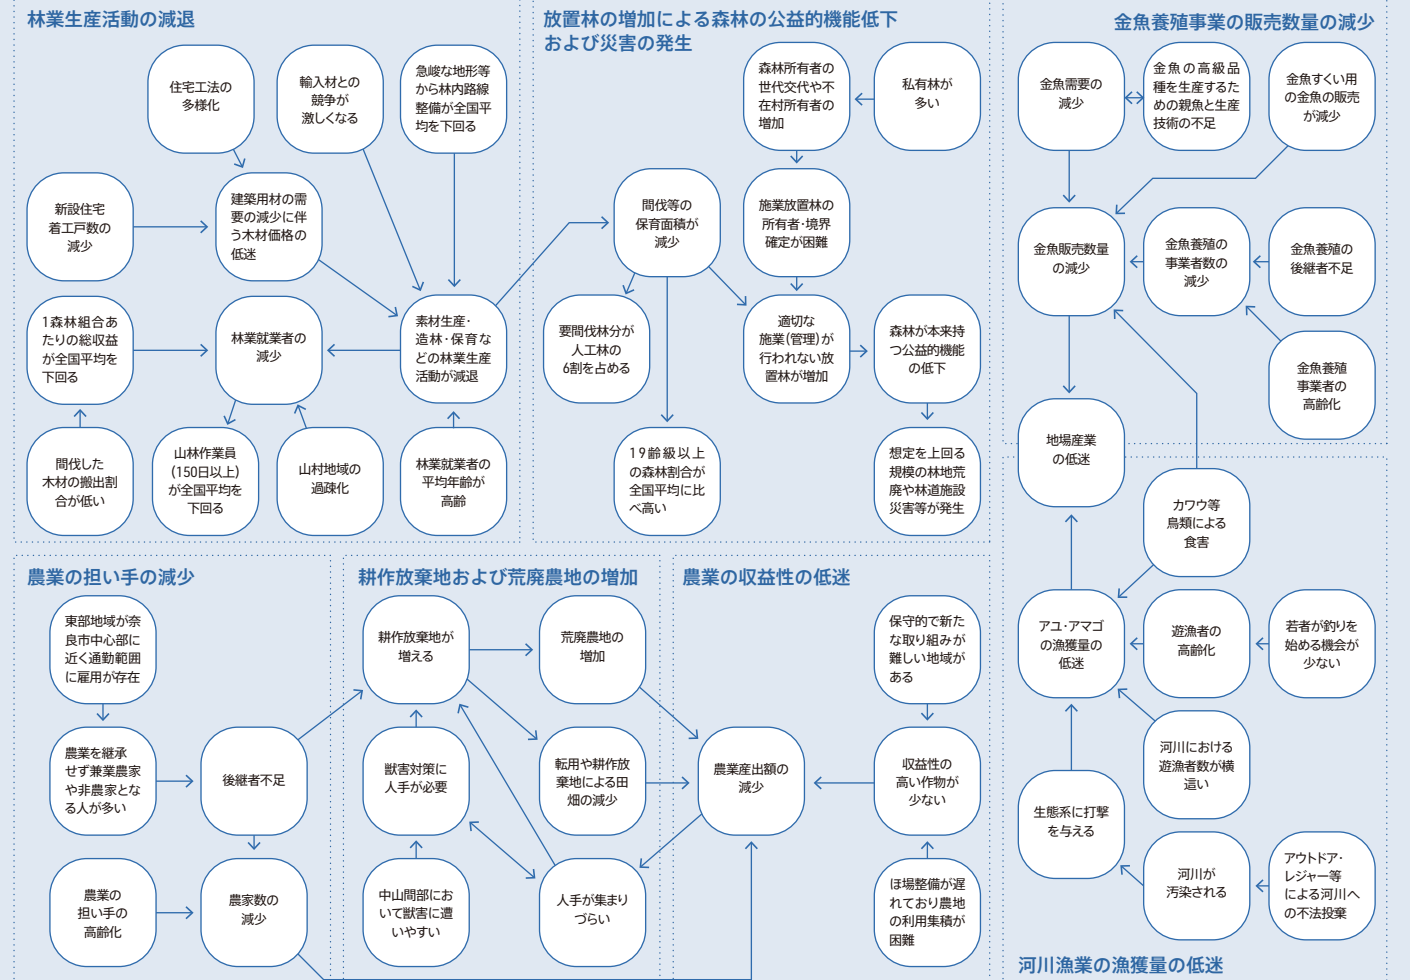 林業生産活動の減退
住宅工法の
多様化
輸入材との
競争が
激しくなる
急峻な地形等
から林内路線
整備が全国平
均を下回る
新設住宅
着工戸数の
減少
建築用材の需
要の減少に伴
う木材価格の
低迷
1森林組合あ
たりの総収益
が全国平均を
下回る
林業就業者の
減少
素材生産・
造林・保育な
どの林業生産
活動が減退
間伐した
木材の搬出割
合が低い
山林作業員
(150日以上)
が全国平均を
下回る
山村地域の
過疎化
林業就業者の
平均年齢が
高齢
放置林の増加による森林の公益的機能低下
および災害の発生
森林所有者の
世代交代や不
在村所有者の
増加
私有林が
多い
間伐等の
保育面積が
減少
施業放置林の
所有者・境界
確定が困難
要間伐林分が
人工林の
6割を占める
適切な
施業(管理)が
行われない放
置林が増加
森林が本来持
つ公益的機能
の低下
19齢級以上
の森林割合が
全国平均に比
べ高い
想定を上回る
規模の林地荒
廃や林道施設
災害等が発生
金魚養殖事業の販売数量の減少
金魚需要の
減少
金魚の高級品
種を生産するた
めの親魚と生産
技術の不足
金魚すくい用
の金魚の販売
が減少
金魚販売数量
の減少
金魚養殖の
事業者数の
減少
金魚養殖の
後継者不足
金魚養殖
事業者の
高齢化
地場産業
の低迷
カワウ等
鳥類による
食害
アユ・アマゴ
の漁獲量の
低迷
遊漁者の
高齢化
若者が釣りを
始める機会が
少ない
河川における
遊漁者数が横
這い
生態系に打撃
を与える
河川が
汚染される
アウトドア・
レジャー等
による河川へ
の不法投棄
河川漁業の漁獲量の低迷
農業の担い手の減少
東部地域が奈
良市中心部に
近く通勤範囲
に雇用が存在
農業を継承
せず兼業農家
や非農家とな
る人が多い
後継者不足
農業の
担い手の
高齢化
農家数の
減少
耕作放棄地および荒廃農地の増加
耕作放棄地が
増える
荒廃農地の
増加
獣害対策に
人手が必要
転用や耕作放
棄地による田
畑の減少
中山間部にお
いて獣害に遭
いやすい
人手が集まり
づらい
農業の収益性の低迷
保守的で新た
な取り組みが
難しい地域が
ある
農業産出額の
減少
収益性の
高い作物が
少ない
ほ場整備が遅
れており農地
の利用集積が
困難